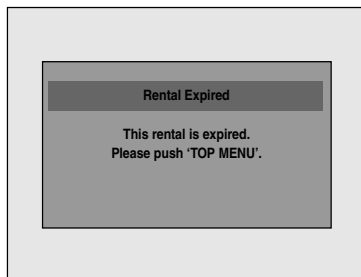 Rental Expired
This rental is expired.
Please push ‘TOP MENU’.